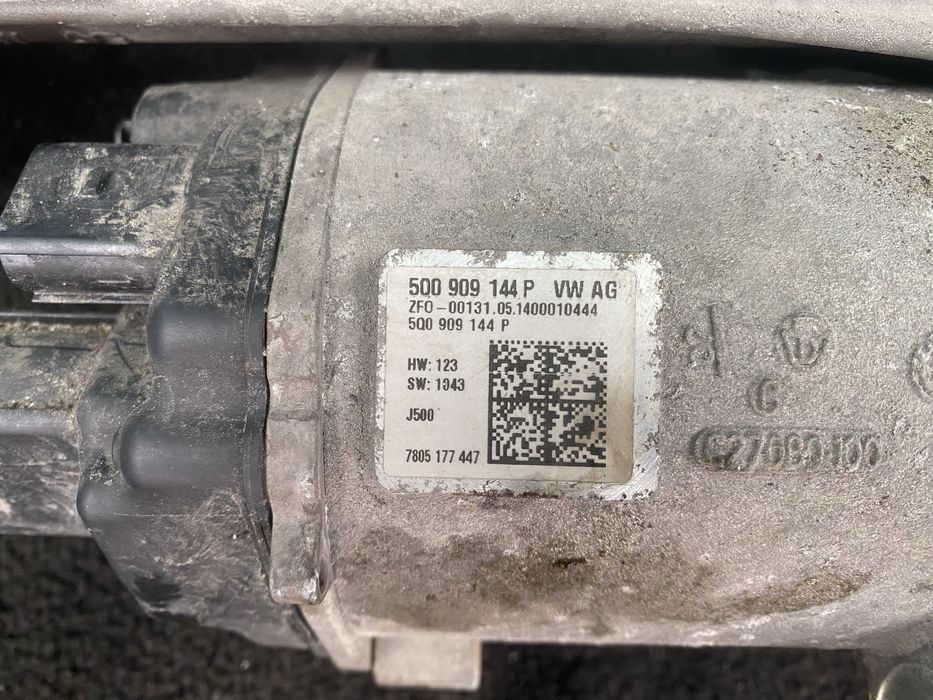 5Q0 909 144 P VW AG
ZF0-00131.05.1400010444
5Q0 909 144 P
HW: 123
SW: 1043
J500
7805 177 447
C